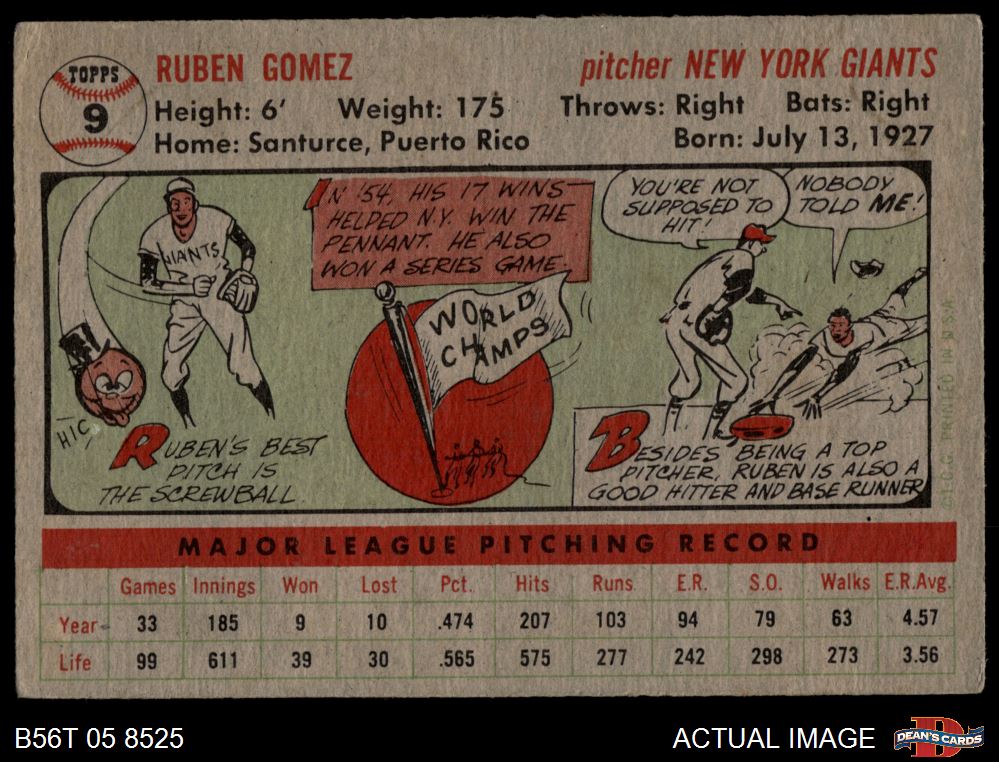 TOPPS
9
RUBEN GOMEZ
pitcher NEW YORK GIANTS
Height: 6' Weight: 175 Throws: Right Bats: Right
Home: Santurce, Puerto Rico Born: July 13, 1927
GIANTS
HIC
RUBEN'S BEST
PITCH IS
THE SCREWBALL.
IN '54, HIS 17 WINS
HELPED N.Y. WIN THE
PENNANT. HE ALSO
WON A SERIES GAME.
WORLD
CHAMPS
YOU'RE NOT
SUPPOSED TO
HIT!
NOBODY
TOLD ME!
BESIDES BEING A TOP
PITCHER, RUBEN IS ALSO A
GOOD HITTER AND BASE RUNNER
©T.C.G. PRINTED IN U.S.A.
MAJOR LEAGUE PITCHING RECORD
Games Innings Won Lost Pct. Hits Runs E.R. S.O. Walks E.R.Avg.
Year 33 185 9 10 .474 207 103 94 79 63 4.57
Life 99 611 39 30 .565 575 277 242 298 273 3.56
B56T 05 8525
ACTUAL IMAGE
DEAN'S CARDS